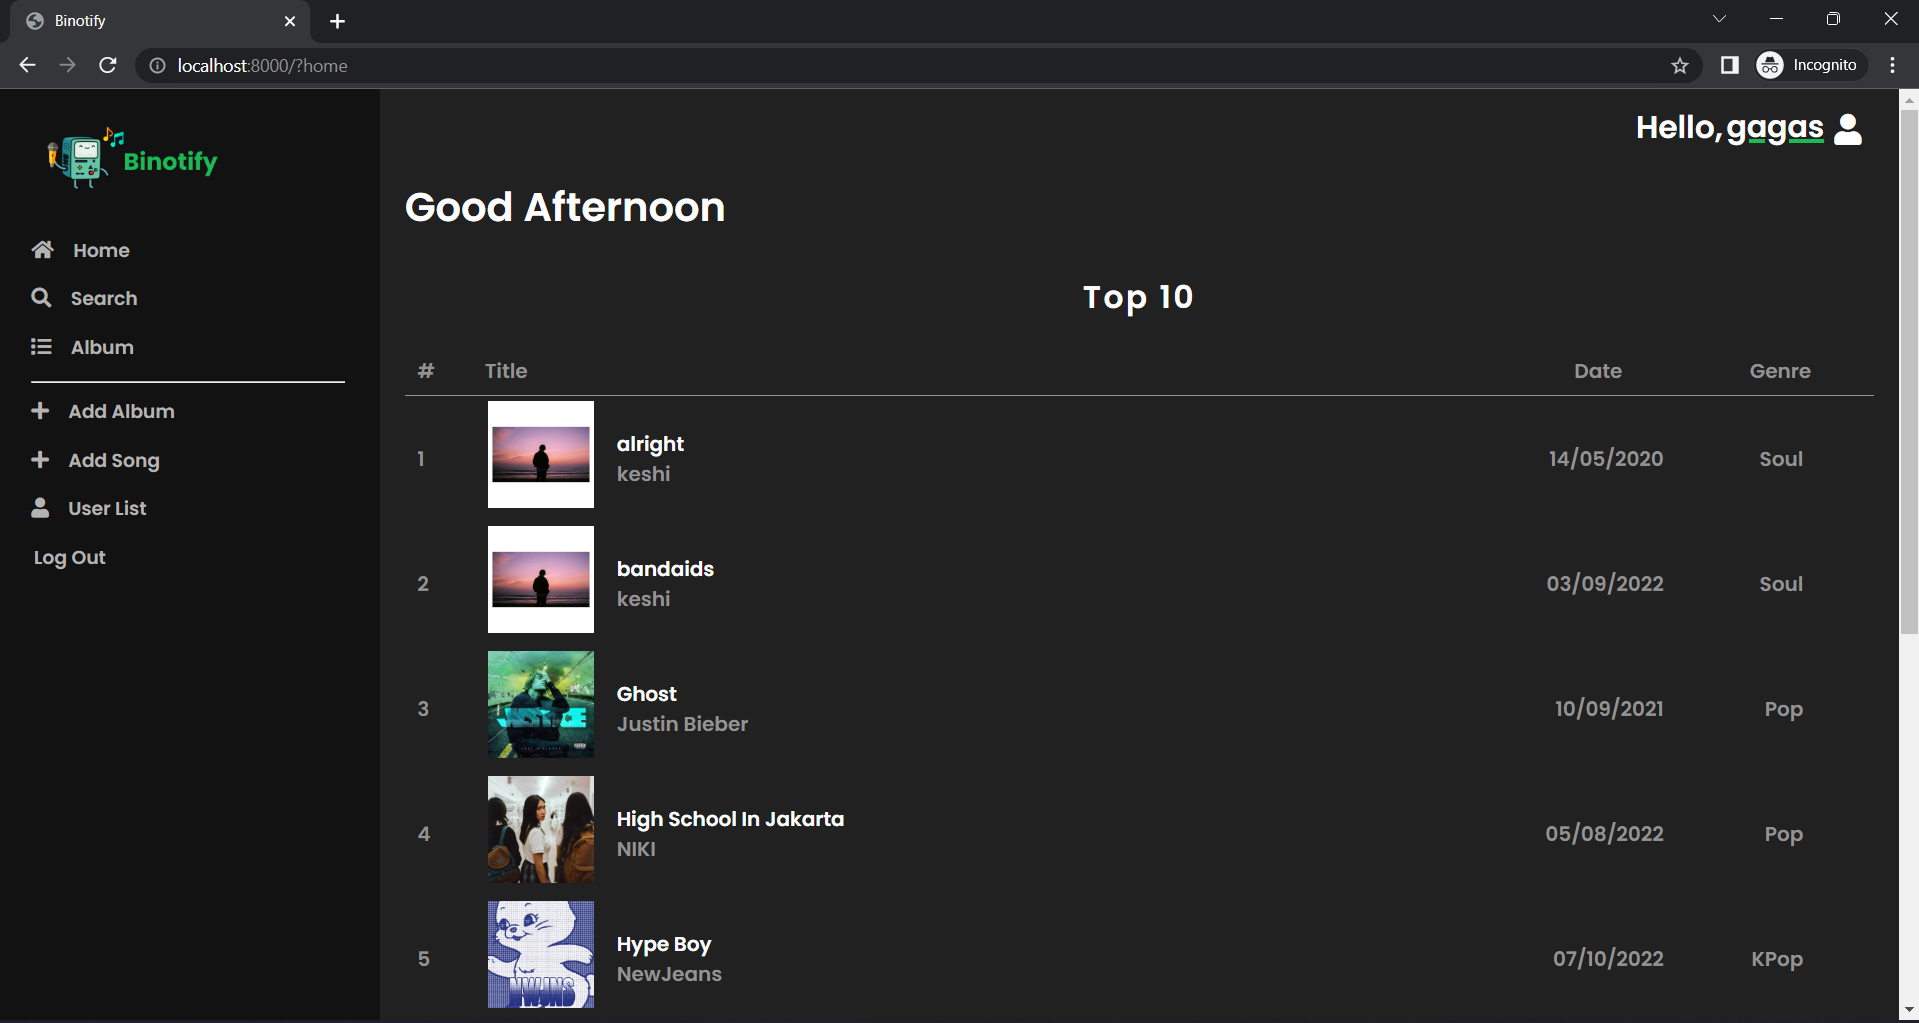 Binotify
localhost:8000/?home
Incognito
Binotify
Hello, gagas
Home
Search
Album
Add Album
Add Song
User List
Log Out
Good Afternoon
Top 10
# Title Date Genre
1 alright 14/05/2020 Soul
keshi
2 bandaids 03/09/2022 Soul
keshi
3 Ghost 10/09/2021 Pop
Justin Bieber
4 High School In Jakarta 05/08/2022 Pop
NIKI
5 Hype Boy 07/10/2022 KPop
NewJeans
NWJNS